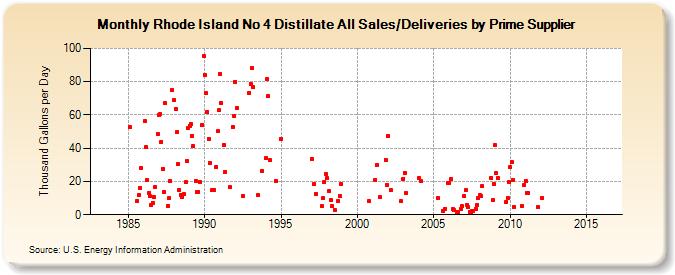 Monthly Rhode Island No 4 Distillate All Sales/Deliveries by Prime Supplier
Thousand Gallons per Day
100
80
60
40
20
0
1985 1990 1995 2000 2005 2010 2015
Source: U.S. Energy Information Administration